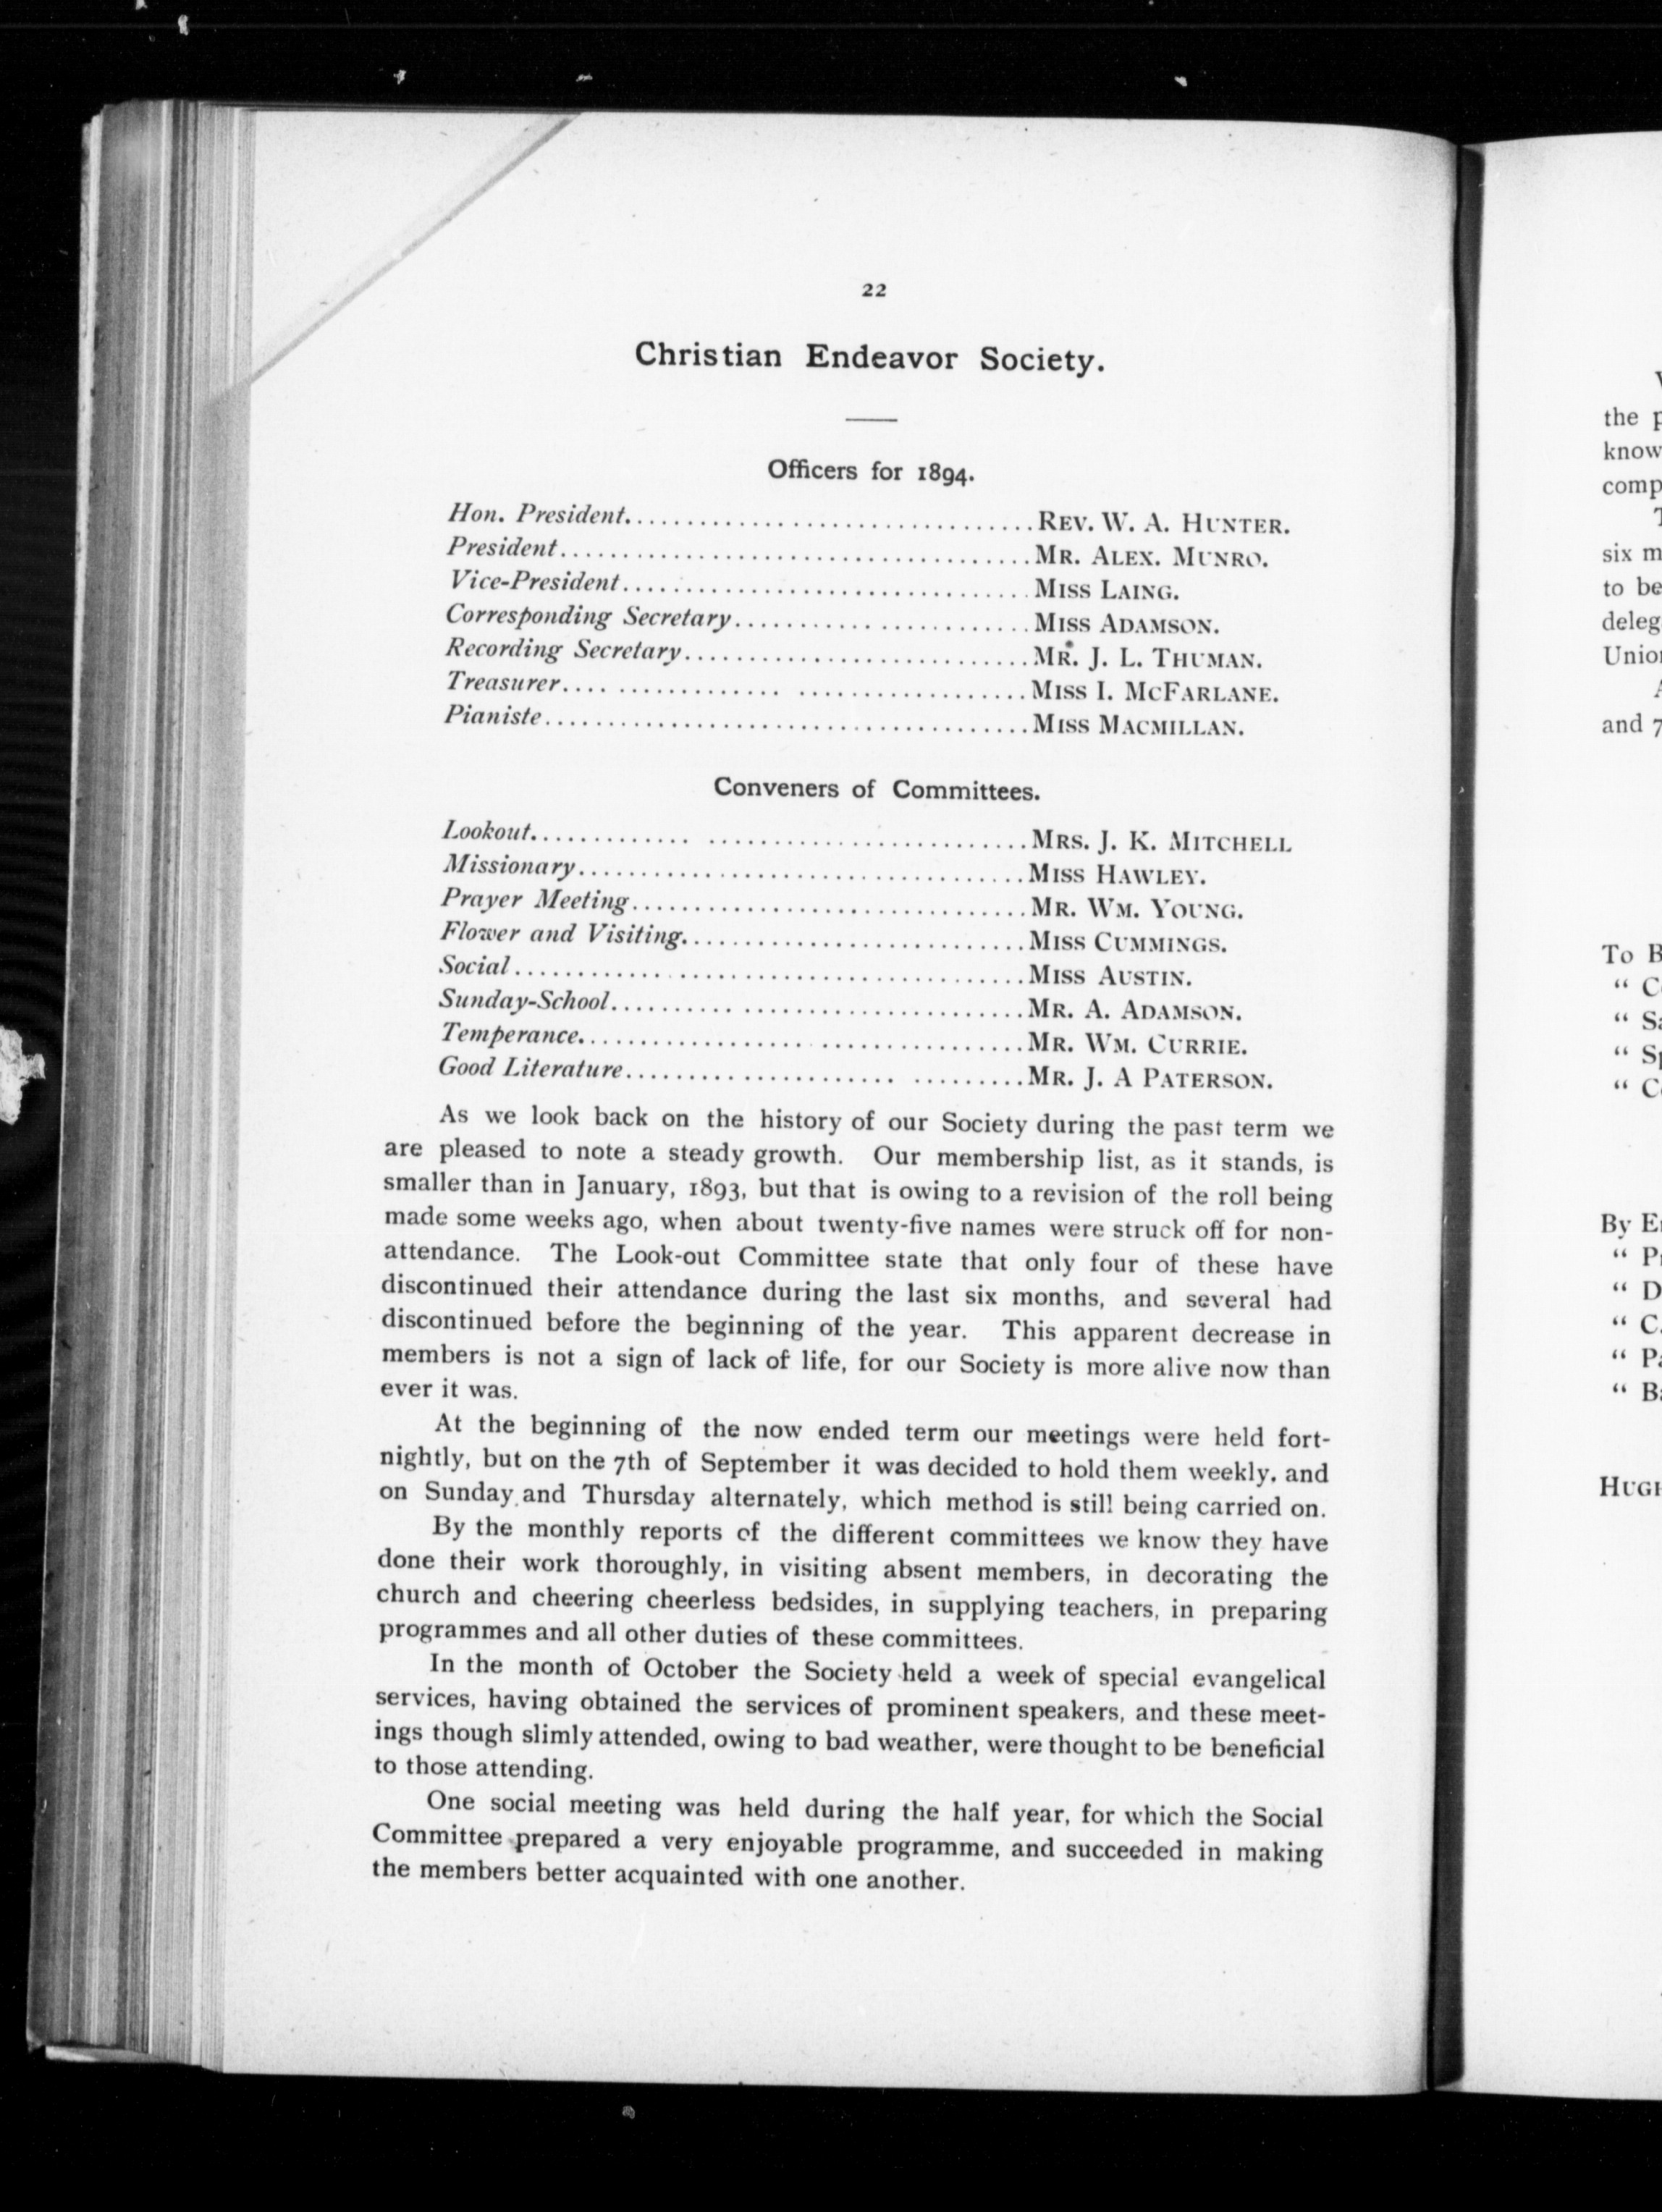 22
Christian Endeavor Society.
Officers for 1894.
Hon. President................................REV. W. A. HUNTER.
President.....................................MR. ALEX. MUNRO.
Vice-President................................MISS LAING.
Corresponding Secretary.......................MISS ADAMSON.
Recording Secretary...........................MR. J. L. THUMAN.
Treasurer.....................................MISS I. MCFARLANE.
Pianiste......................................MISS MACMILLAN.
Conveners of Committees.
Lookout.......................................MRS. J. K. MITCHELL
Missionary....................................MISS HAWLEY.
Prayer Meeting................................MR. WM. YOUNG.
Flower and Visiting...........................MISS CUMMINGS.
Social........................................MISS AUSTIN.
Sunday-School.................................MR. A. ADAMSON.
Temperance....................................MR. WM. CURRIE.
Good Literature...............................MR. J. A PATERSON.
As we look back on the history of our Society during the past term we
are pleased to note a steady growth. Our membership list, as it stands, is
smaller than in January, 1893, but that is owing to a revision of the roll being
made some weeks ago, when about twenty-five names were struck off for non-
attendance. The Look-out Committee state that only four of these have
discontinued their attendance during the last six months, and several had
discontinued before the beginning of the year. This apparent decrease in
members is not a sign of lack of life, for our Society is more alive now than
ever it was.
At the beginning of the now ended term our meetings were held fort-
nightly, but on the 7th of September it was decided to hold them weekly, and
on Sunday and Thursday alternately, which method is still being carried on.
By the monthly reports of the different committees we know they have
done their work thoroughly, in visiting absent members, in decorating the
church and cheering cheerless bedsides, in supplying teachers, in preparing
programmes and all other duties of these committees.
In the month of October the Society held a week of special evangelical
services, having obtained the services of prominent speakers, and these meet-
ings though slimly attended, owing to bad weather, were thought to be beneficial
to those attending.
One social meeting was held during the half year, for which the Social
Committee prepared a very enjoyable programme, and succeeded in making
the members better acquainted with one another.
the
know
comp
six
to be
deleg
and 7
To
By